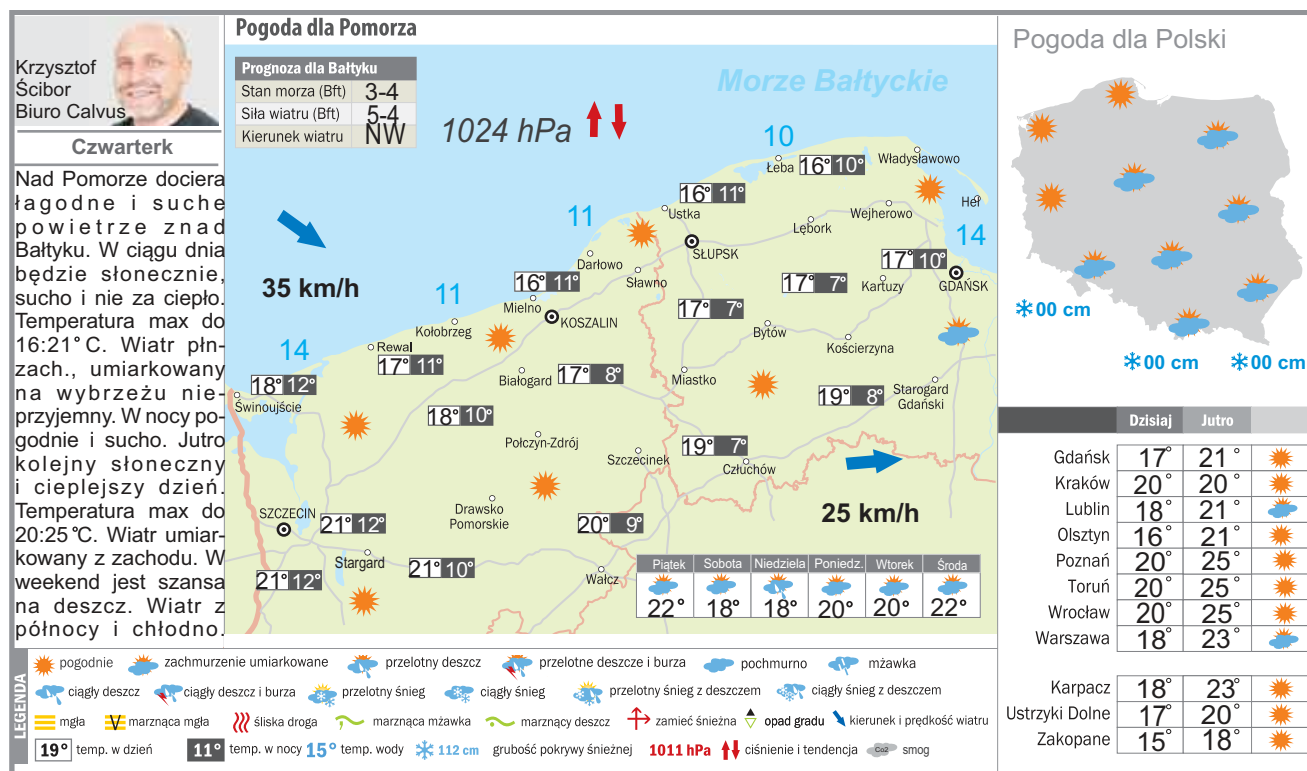 Krzysztof
Ścibor
Biuro Calvus
Czwarterk
Nad Pomorze dociera
łagodne i suche
powietrze znad
Bałtyku. W ciągu dnia
będzie słonecznie,
sucho i nie za ciepło.
Temperatura max do
16:21°C. Wiatr płn-
zach., umiarkowany
na wybrzeżu nie-
przyjemny. W nocy po-
godnie i sucho. Jutro
kolejny słoneczny
i cieplejszy dzień.
Temperatura max do
20:25°C. Wiatr umiar-
kowany z zachodu. W
weekend jest szansa
na deszcz. Wiatr z
północy i chłodno.
Pogoda dla Pomorza
Prognoza dla Bałtyku
Stan morza (Bft) 3-4
Siła wiatru (Bft) 5-4
Kierunek wiatru NW
Morze Bałtyckie
1024 hPa
10
Łeba
16° 10°
Władysławowo
16° 11°
Ustka
Wejherowo
Hel
11
Lębork
14
SŁUPSK
17° 10°
GDAŃSK
Darłowo
35 km/h
16° 11°
Sławno
17° 7°
Kartuzy
Mielno
11
KOSZALIN
17° 7°
Bytów
Kołobrzeg
Kościerzyna
14
Rewal
17° 11°
Białogard
17° 8°
Miastko
18° 12°
Świnoujście
19° 8°
Starogard
Gdański
18° 10°
Połczyn-Zdrój
19° 7°
Szczecinek
Człuchów
Drawsko
Pomorskie
25 km/h
SZCZECIN
21° 12°
20° 9°
Stargard
21° 10°
21° 12°
Wałcz
Piątek Sobota Niedziela Poniedz. Wtorek Środa
22° 18° 18° 20° 20° 22°
Pogoda dla Polski
00 cm
00 cm 00 cm
Dzisiaj Jutro
Gdańsk 17° 21°
Kraków 20° 20°
Lublin 18° 21°
Olsztyn 16° 21°
Poznań 20° 25°
Toruń 20° 25°
Wrocław 20° 25°
Warszawa 18° 23°
Karpacz 18° 23°
Ustrzyki Dolne 17° 20°
Zakopane 15° 18°
LEGENDA
pogodnie zachmurzenie umiarkowane przelotny deszcz przelotne deszcze i burza pochmurno mżawka
ciągły deszcz ciągły deszcz i burza przelotny śnieg ciągły śnieg przelotny śnieg z deszczem ciągły śnieg z deszczem
mgła marznąca mgła śliska droga marznąca mżawka marznący deszcz zamieć śnieżna opad gradu kierunek i prędkość wiatru
19° temp. w dzień 11° temp. w nocy 15° temp. wody 112 cm grubość pokrywy śnieżnej 1011 hPa ciśnienie i tendencja Co2 smog